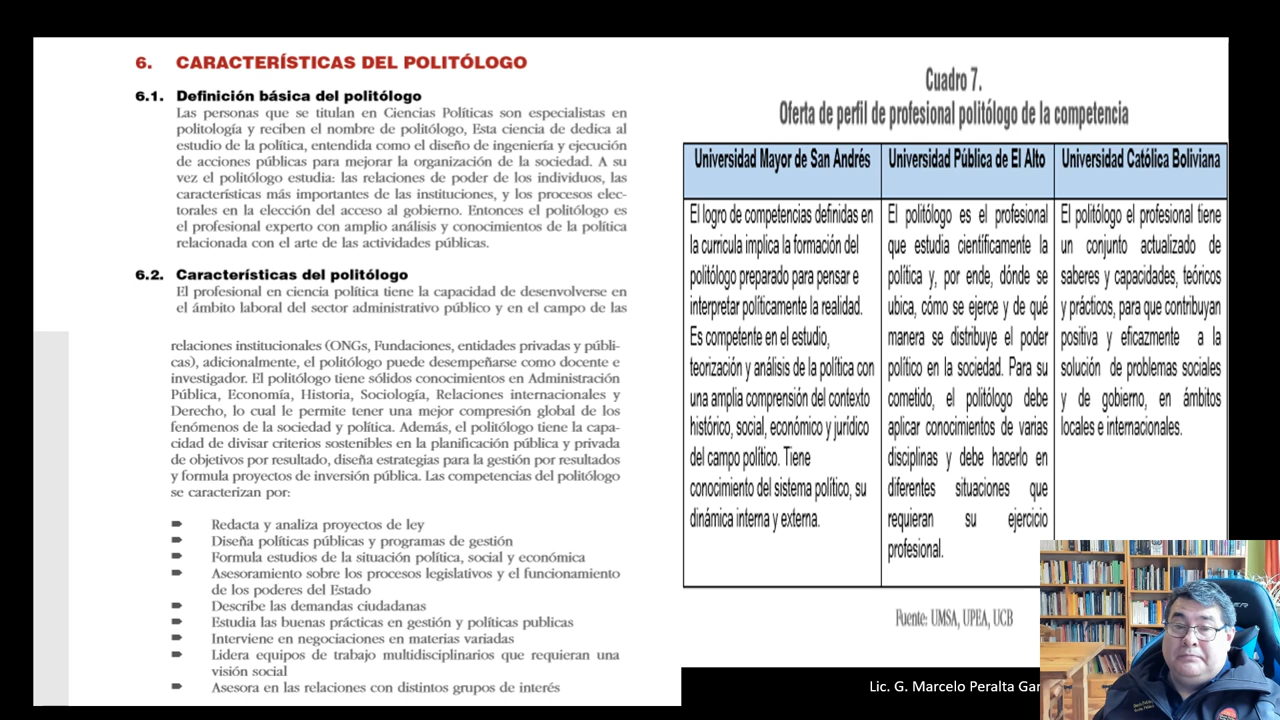 6. CARACTERÍSTICAS DEL POLITÓLOGO
6.1. Definición básica del politólogo
Las personas que se titulan en Ciencias Políticas son especialistas en
politología y reciben el nombre de politólogo, Esta ciencia de dedica al
estudio de la política, entendida como el diseño de ingeniería y ejecución
de acciones públicas para mejorar la organización de la sociedad. A su
vez el politólogo estudia: las relaciones de poder de los individuos, las
características más importantes de las instituciones, y los procesos elec-
torales en la elección del acceso al gobierno. Entonces el politólogo es
el profesional experto con amplio análisis y conocimientos de la política
relacionada con el arte de las actividades públicas.
6.2. Características del politólogo
El profesional en ciencia política tiene la capacidad de desenvolverse en
el ámbito laboral del sector administrativo público y en el campo de las
relaciones institucionales (ONGs, Fundaciones, entidades privadas y públi-
cas), adicionalmente, el politólogo puede desempeñarse como docente e
investigador. El politólogo tiene sólidos conocimientos en Administración
Pública, Economía, Historia, Sociología, Relaciones internacionales y
Derecho, lo cual le permite tener una mejor compresión global de los
fenómenos de la sociedad y política. Además, el politólogo tiene la capa-
cidad de divisar criterios sostenibles en la planificación pública y privada
de objetivos por resultado, diseña estrategias para la gestión por resultados
y formula proyectos de inversión pública. Las competencias del politólogo
se caracterizan por:
Redacta y analiza proyectos de ley
Diseña políticas públicas y programas de gestión
Formula estudios de la situación política, social y económica
Asesoramiento sobre los procesos legislativos y el funcionamiento
de los poderes del Estado
Describe las demandas ciudadanas
Estudia las buenas prácticas en gestión y políticas publicas
Interviene en negociaciones en materias variadas
Lidera equipos de trabajo multidisciplinarios que requieran una
visión social
Asesora en las relaciones con distintos grupos de interés
Cuadro 7.
Oferta de perfil de profesional politólogo de la competencia
Universidad Mayor de San Andrés
El logro de competencias definidas en
la curricula implica la formación del
politólogo preparado para pensar e
interpretar políticamente la realidad.
Es competente en el estudio,
teorización y análisis de la política con
una amplia comprensión del contexto
histórico, social, económico y jurídico
del campo político. Tiene
conocimiento del sistema político, su
dinámica interna y externa.
Universidad Pública de El Alto
El politólogo es el profesional
que estudia científicamente la
política y, por ende, dónde se
ubica, cómo se ejerce y de qué
manera se distribuye el poder
político en la sociedad. Para su
cometido, el politólogo debe
aplicar conocimientos de varias
disciplinas y debe hacerlo en
diferentes situaciones que
requieran su ejercicio
profesional.
Universidad Católica Boliviana
El politólogo el profesional tiene
un conjunto actualizado de
saberes y capacidades, teóricos
y prácticos, para que contribuyan
positiva y eficazmente a la
solución de problemas sociales
y de gobierno, en ámbitos
locales e internacionales.
Fuente: UMSA, UPEA, UCB
Lic. G. Marcelo Peralta Gar